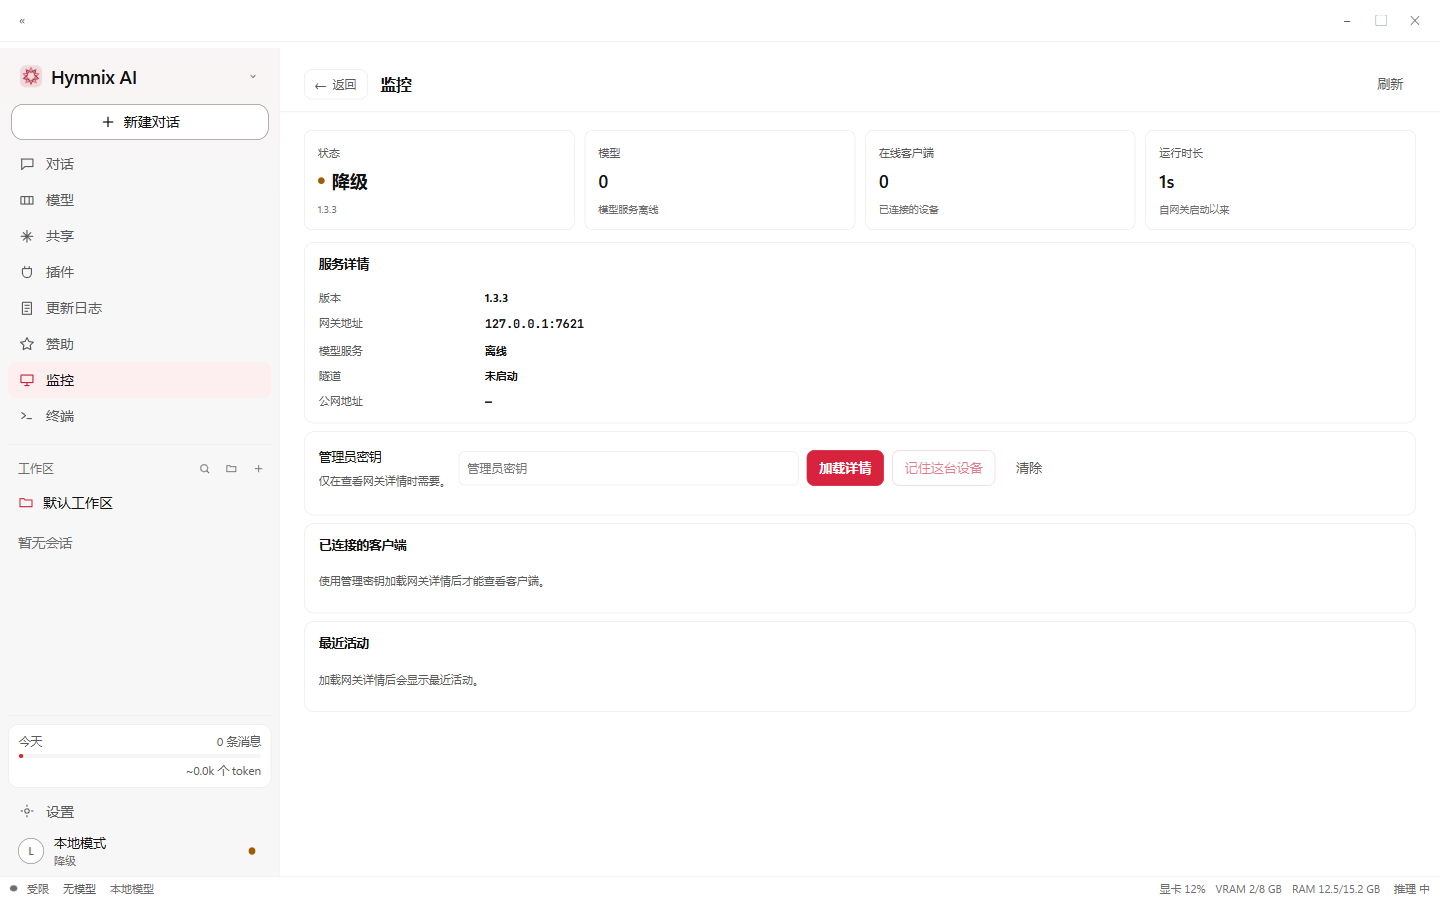 «
Hymnix AI
新建对话
对话
模型
共享
插件
更新日志
赞助
监控
终端
工作区
默认工作区
暂无会话
今天 0 条消息
~0.0k 个 token
设置
L 本地模式
降级
← 返回 监控 刷新
状态
降级
1.3.3
模型
0
模型服务离线
在线客户端
0
已连接的设备
运行时长
1s
自网关启动以来
服务详情
版本 1.3.3
网关地址 127.0.0.1:7621
模型服务 离线
隧道 未启动
公网地址 —
管理员密钥
仅在查看网关详情时需要。
管理员密钥 加载详情 记住这台设备 清除
已连接的客户端
使用管理密钥加载网关详情后才能查看客户端。
最近活动
加载网关详情后会显示最近活动。
受限 无模型 本地模型 显卡 12% VRAM 2/8 GB RAM 12.5/15.2 GB 推理 中